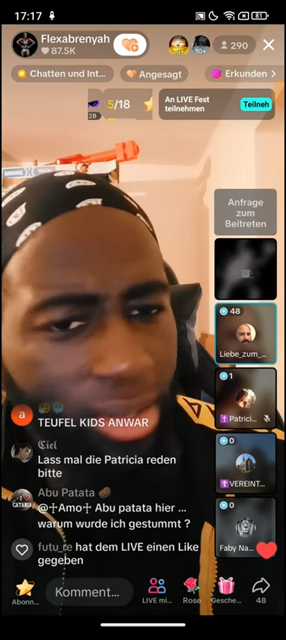 17:17
81
Flexabrenyah
87.5K
290
Chatten und Int...
Angesagt
Erkunden >
28
5/18
An LIVE Fest
teilnehmen
Teilneh
Anfrage
zum
Beitreten
48
Liebe_zum_...
1
Patrici...
0
VEREINT...
0
Faby Na...
a
TEUFEL KIDS ANWAR
Ciel
Lass mal die Patricia reden
bitte
Abu Patata
@✝Amo✝ Abu patata hier ...
warum wurde ich gestummt ?
futu_re hat dem LIVE einen Like
gegeben
Abonn...
Komment...
LIVE mi...
Rose
Gesche...
48